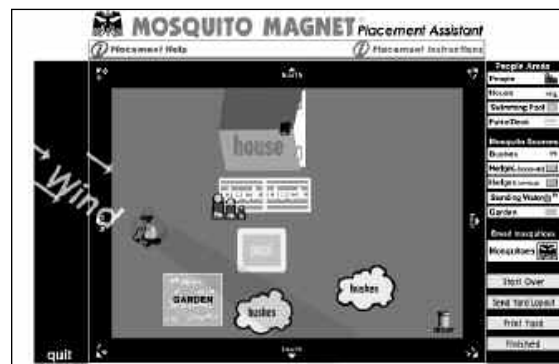 MOSQUITO MAGNET Placement Assistant
Placement Help
Placement Instructions
North
People Areas
People
House
Swimming Pool
Patio/Deck
Mosquito Sources
Bushes
Hedges
Hedges
Standing Water
Garden
Mosquitoes
Start Over
Send Yard Layout
Print Yard
Finished
Wind
house
deck deck
pool
GARDEN
bushes
bushes
South
quit